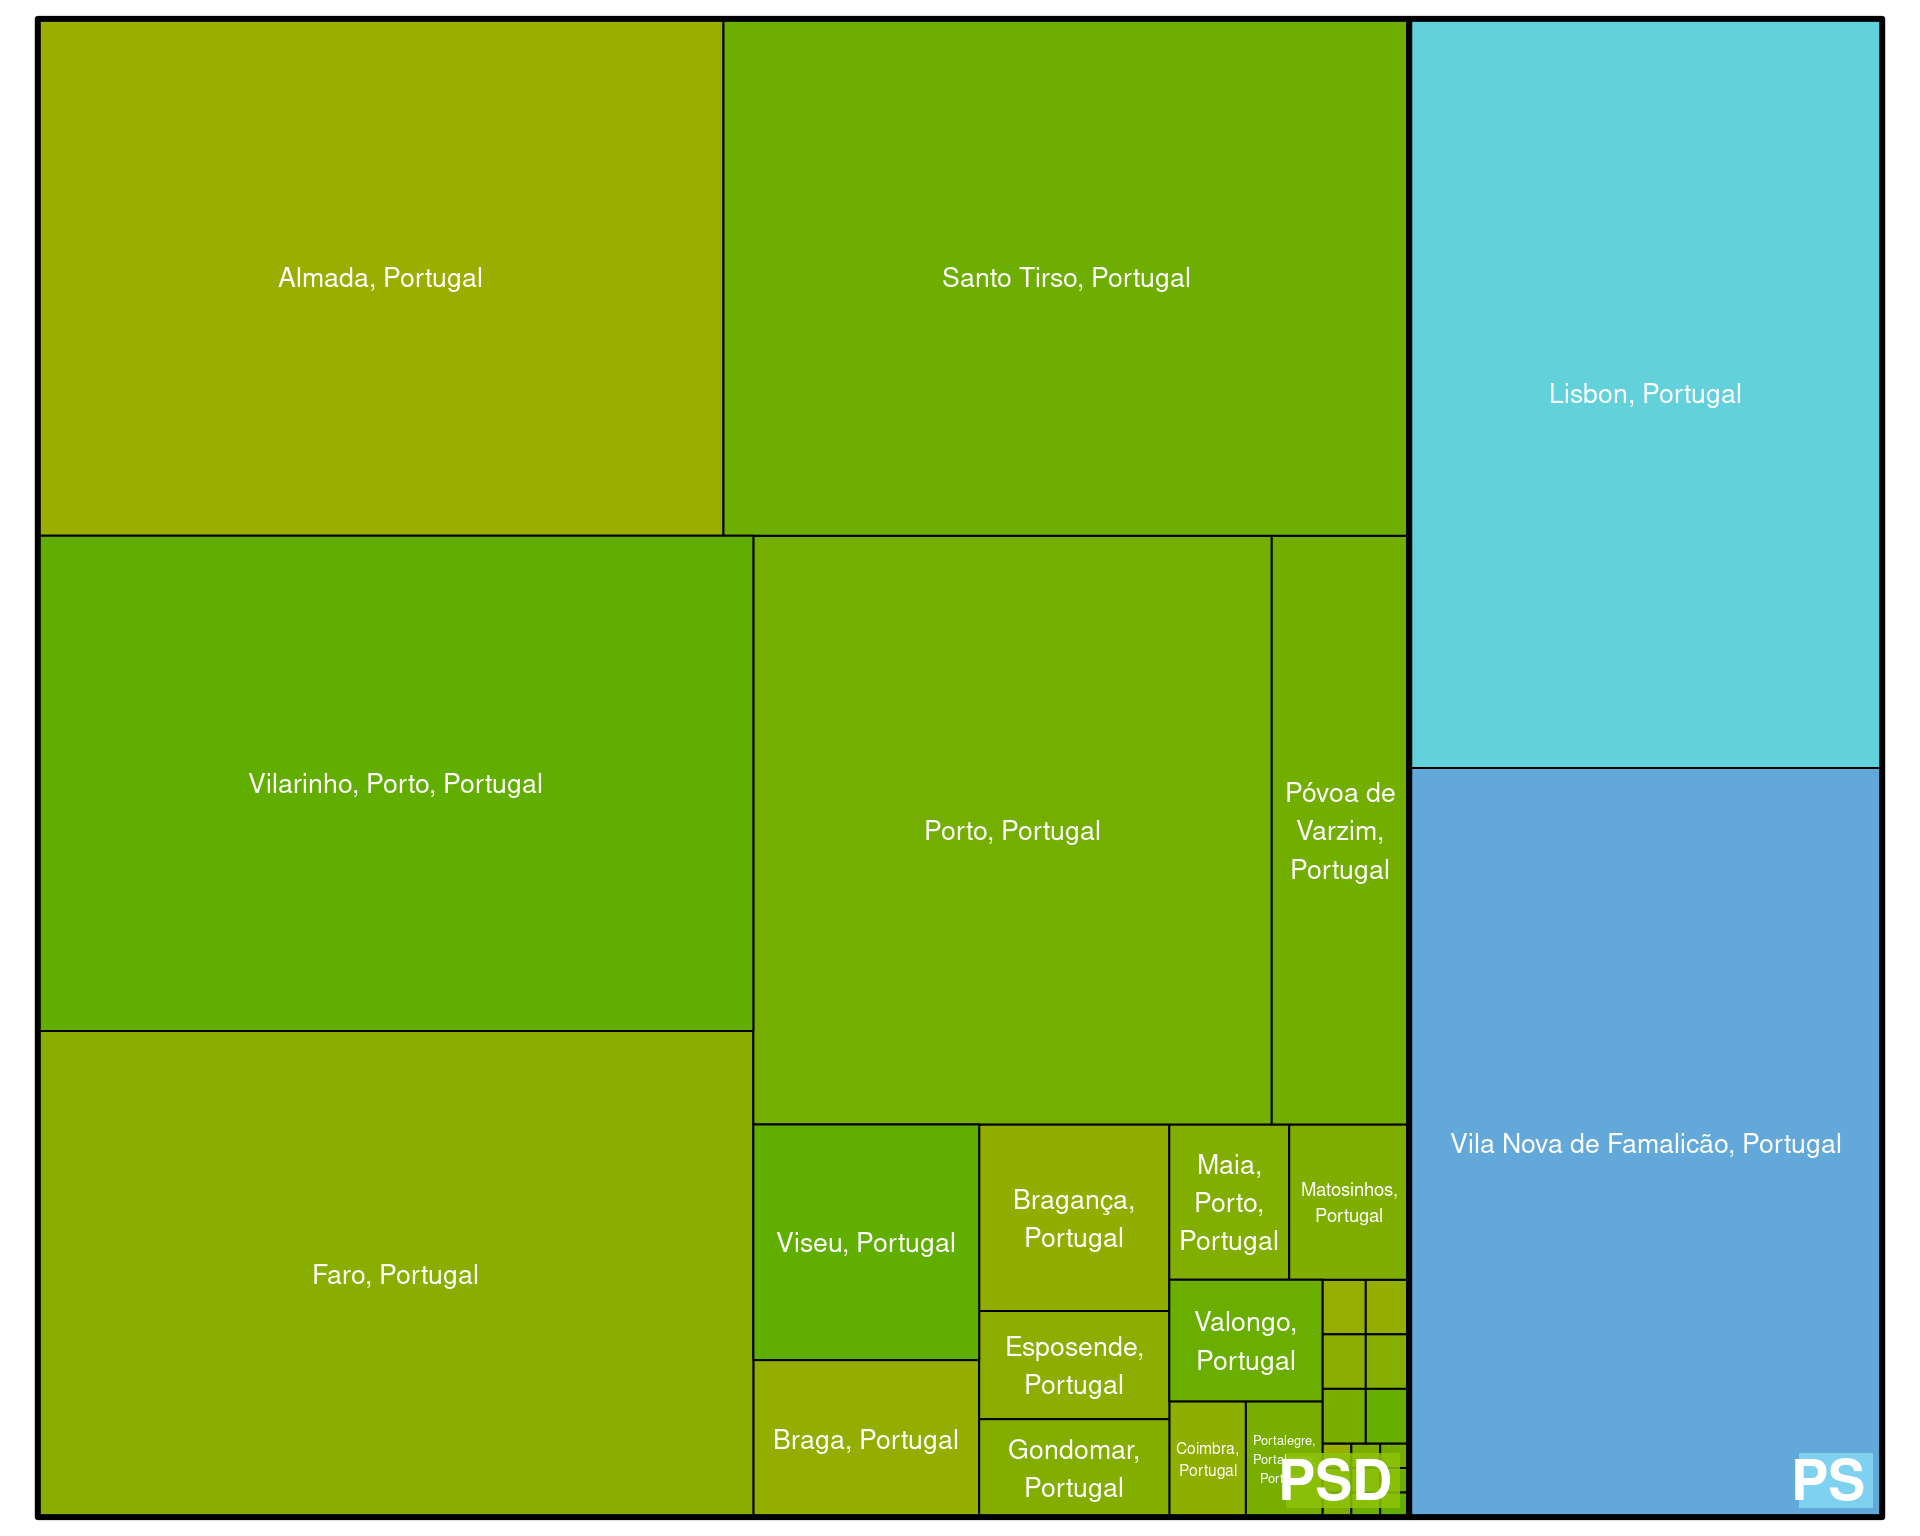 Almada, Portugal
Santo Tirso, Portugal
Lisbon, Portugal
Vilarinho, Porto, Portugal
Porto, Portugal
Póvoa de
Varzim,
Portugal
Faro, Portugal
Vila Nova de Famalicão, Portugal
Viseu, Portugal
Bragança,
Portugal
Maia,
Porto,
Portugal
Matosinhos,
Portugal
Esposende,
Portugal
Valongo,
Portugal
Braga, Portugal
Gondomar,
Portugal
Coimbra,
Portugal
Portalegre,
PSD
PS